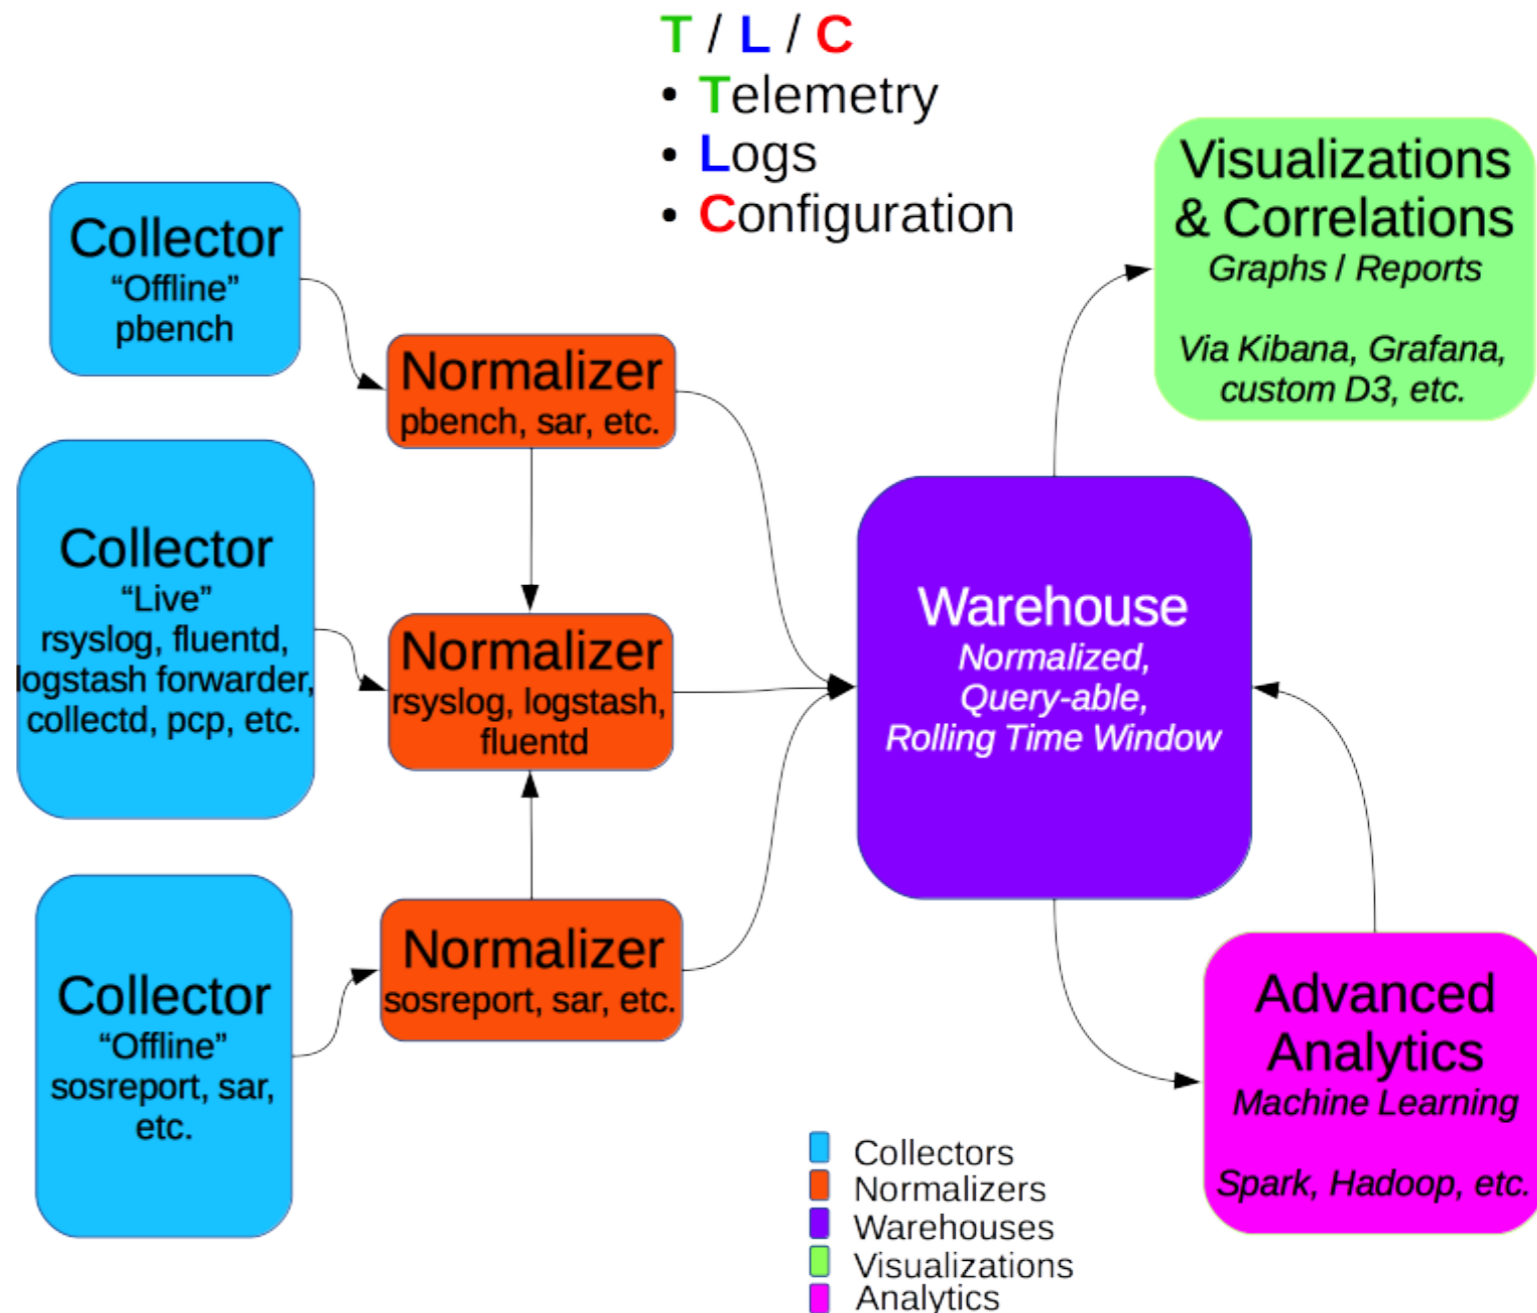 T / L / C
• Telemetry
• Logs
• Configuration
Collector
“Offline”
pbench
Collector
“Live”
rsyslog, fluentd,
logstash forwarder,
collectd, pcp, etc.
Collector
“Offline”
sosreport, sar,
etc.
Normalizer
pbench, sar, etc.
Normalizer
rsyslog, logstash,
fluentd
Normalizer
sosreport, sar, etc.
Warehouse
Normalized,
Query-able,
Rolling Time Window
Visualizations
& Correlations
Graphs / Reports
Via Kibana, Grafana,
custom D3, etc.
Advanced
Analytics
Machine Learning
Spark, Hadoop, etc.
Collectors
Normalizers
Warehouses
Visualizations
Analytics